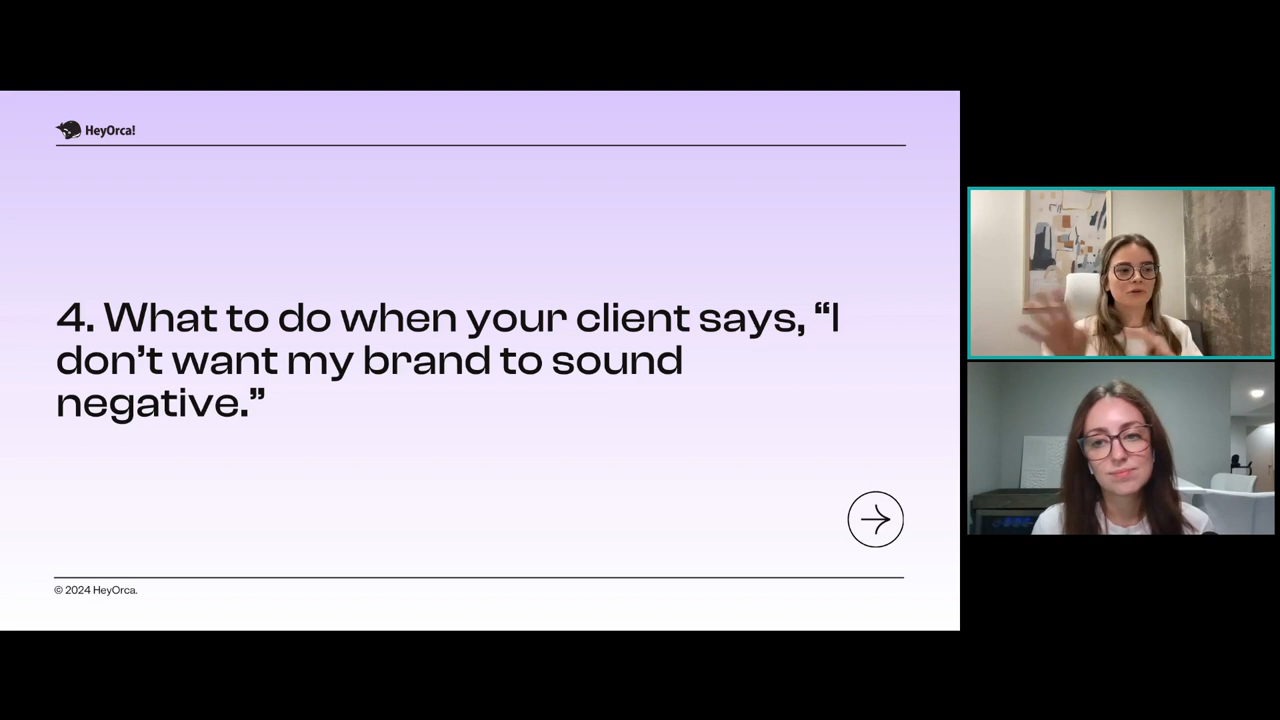 HeyOrca!
4. What to do when your client says, “I
don’t want my brand to sound
negative.”
© 2024 HeyOrca.